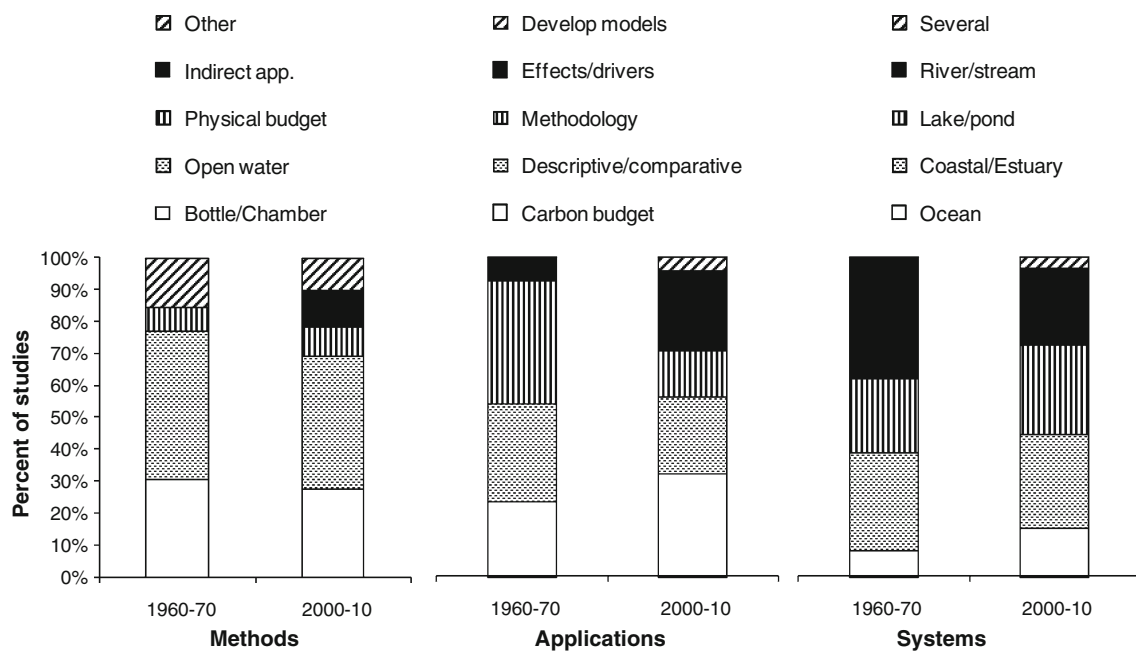 Other
Indirect app.
Physical budget
Open water
Bottle/Chamber
Develop models
Effects/drivers
Methodology
Descriptive/comparative
Carbon budget
Several
River/stream
Lake/pond
Coastal/Estuary
Ocean
Percent of studies
100%
90%
80%
70%
60%
50%
40%
30%
20%
10%
0%
1960-70
2000-10
Methods
1960-70
2000-10
Applications
1960-70
2000-10
Systems